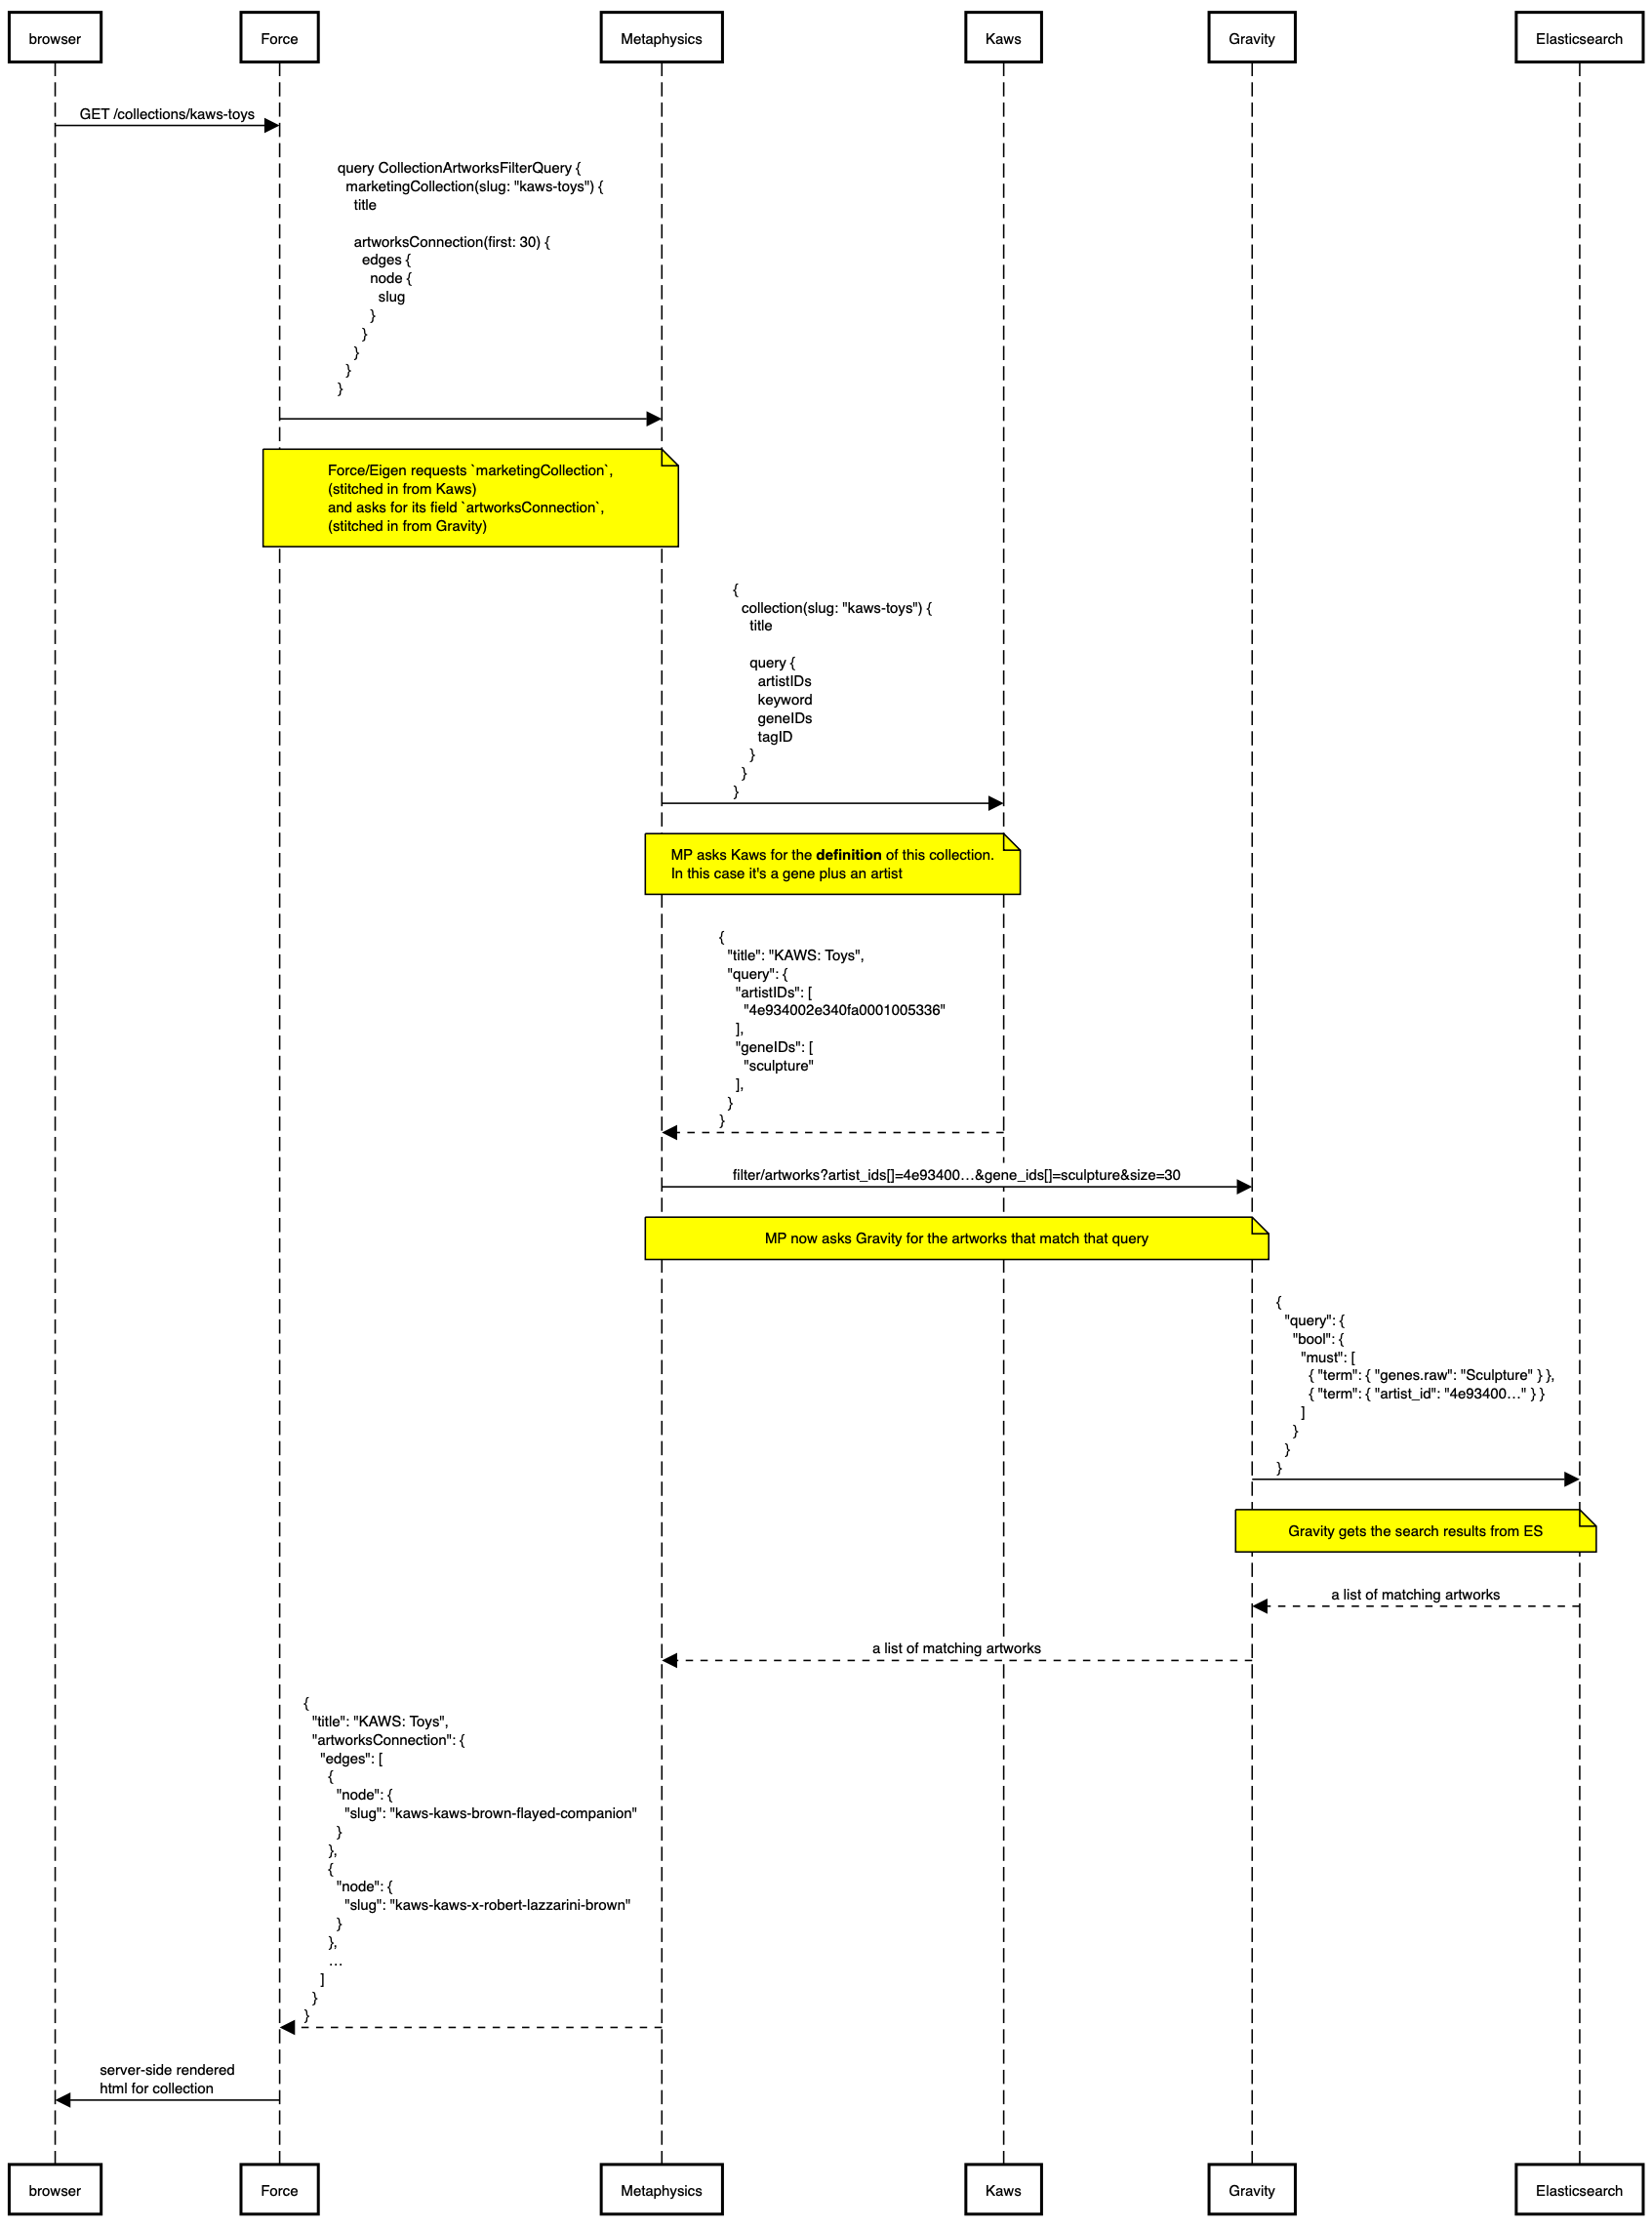 browser
Force
Metaphysics
Kaws
Gravity
Elasticsearch
GET /collections/kaws-toys
query CollectionArtworksFilterQuery {
marketingCollection(slug: "kaws-toys") {
title
artworksConnection(first: 30) {
edges {
node {
slug
}
}
}
}
}
Force/Eigen requests `marketingCollection`,
(stitched in from Kaws)
and asks for its field `artworksConnection`,
(stitched in from Gravity)
{
collection(slug: "kaws-toys") {
title
query {
artistIDs
keyword
geneIDs
tagID
}
}
}
MP asks Kaws for the definition of this collection.
In this case it's a gene plus an artist
{
"title": "KAWS: Toys",
"query": {
"artistIDs": [
"4e934002e340fa0001005336"
],
"geneIDs": [
"sculpture"
],
}
}
filter/artworks?artist_ids[]=4e93400…&gene_ids[]=sculpture&size=30
MP now asks Gravity for the artworks that match that query
{
"query": {
"bool": {
"must": [
{ "term": { "genes.raw": "Sculpture" } },
{ "term": { "artist_id": "4e93400…" } }
]
}
}
}
Gravity gets the search results from ES
a list of matching artworks
a list of matching artworks
{
"title": "KAWS: Toys",
"artworksConnection": {
"edges": [
{
"node": {
"slug": "kaws-kaws-brown-flayed-companion"
}
},
{
"node": {
"slug": "kaws-kaws-x-robert-lazzarini-brown"
}
},
…
]
}
}
server-side rendered
html for collection
browser
Force
Metaphysics
Kaws
Gravity
Elasticsearch